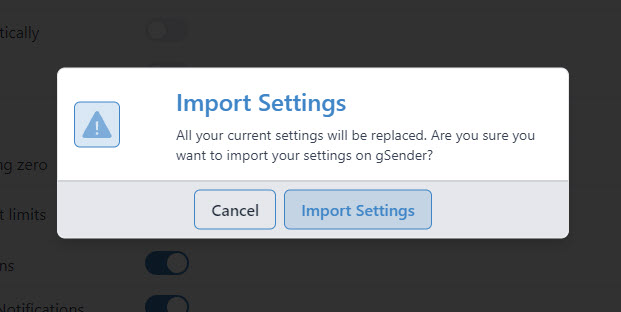 tically
Import Settings
All your current settings will be replaced. Are you sure you
want to import your settings on gSender?
ng zero
Cancel
Import Settings
t limits
ns
Notifications